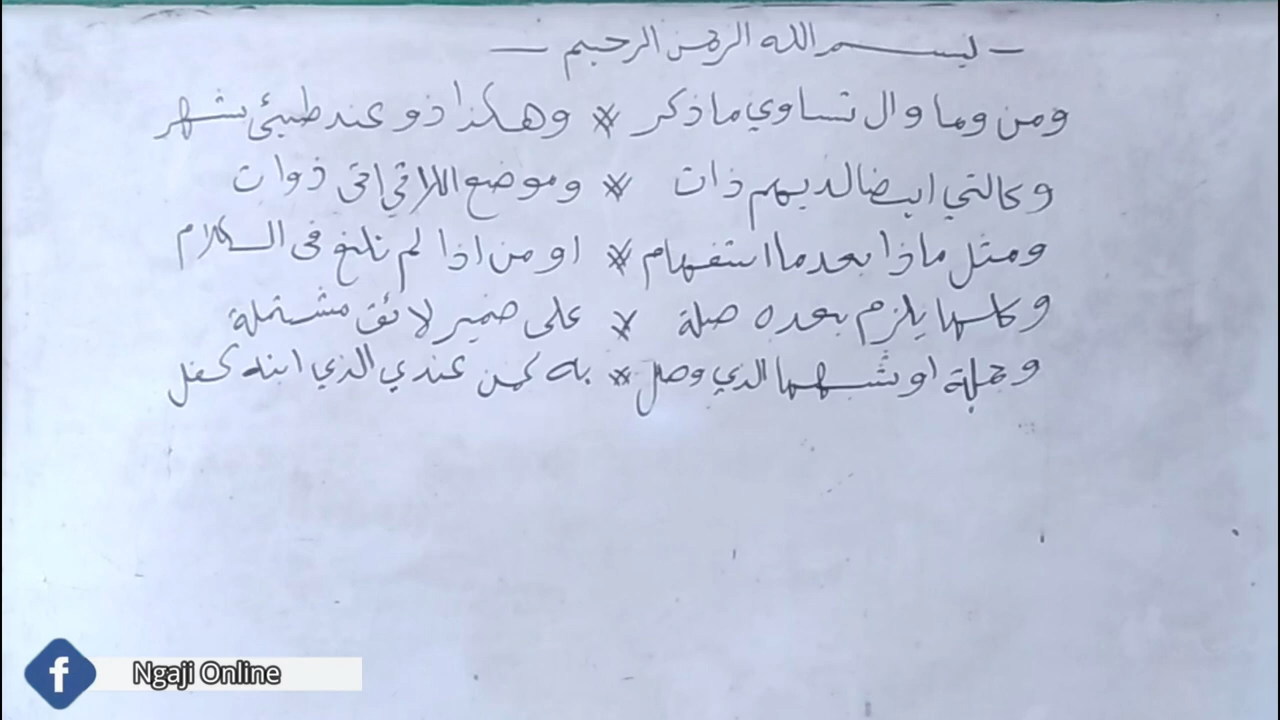 — بسم الله الرحمن الرحيم —
ومن وما وال تساوي ما ذكر * وهكذا ذو عند طيئ شهر
وكالتي ايضا لديهم ذات * وموضع اللاتي اتى ذوات
ومثل ماذا بعد ما استفهام * او من اذا لم تلغ في الكلام
وكلها يلزم بعده صلة * على ضمير لائق مشتملة
وجملة او شبهها الذي وصل * به كمن عندي الذي ابنه كفل
Ngaji Online